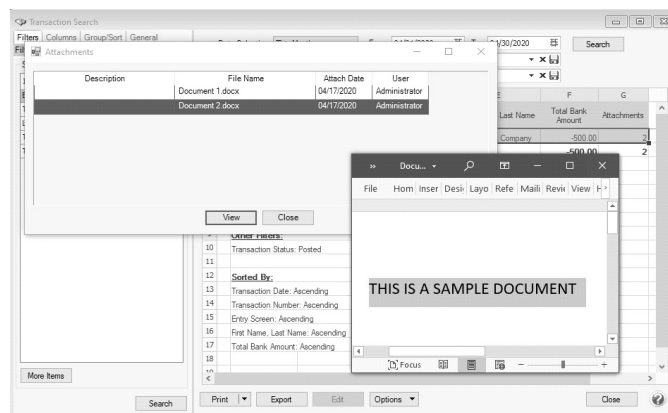 Transaction Search
Filters Columns Group/Sort General
04/30/2020 Search
Attachments
Description File Name Attach Date User
Document 1.docx 04/17/2020 Administrator
Document 2.docx 04/17/2020 Administrator
View Close
E F G
Last Name Total Bank Amount Attachments
Company -500.00 2
-500.00 2
Docu...
File Hom Inser Desi Layo Refe Maili Revie View H
THIS IS A SAMPLE DOCUMENT
Focus
Other Filters:
10 Transaction Status: Posted
11
12 Sorted By:
13 Transaction Date: Ascending
14 Transaction Number: Ascending
15 Entry Screen: Ascending
16 First Name, Last Name: Ascending
17 Total Bank Amount: Ascending
18
More Items
Search
Print Export Edit Options Close